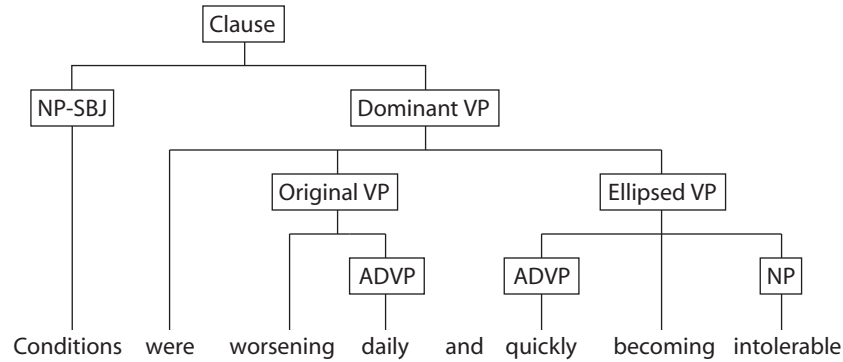 Clause
NP-SBJ Dominant VP
Original VP Ellipsed VP
ADVP ADVP NP
Conditions were worsening daily and quickly becoming intolerable